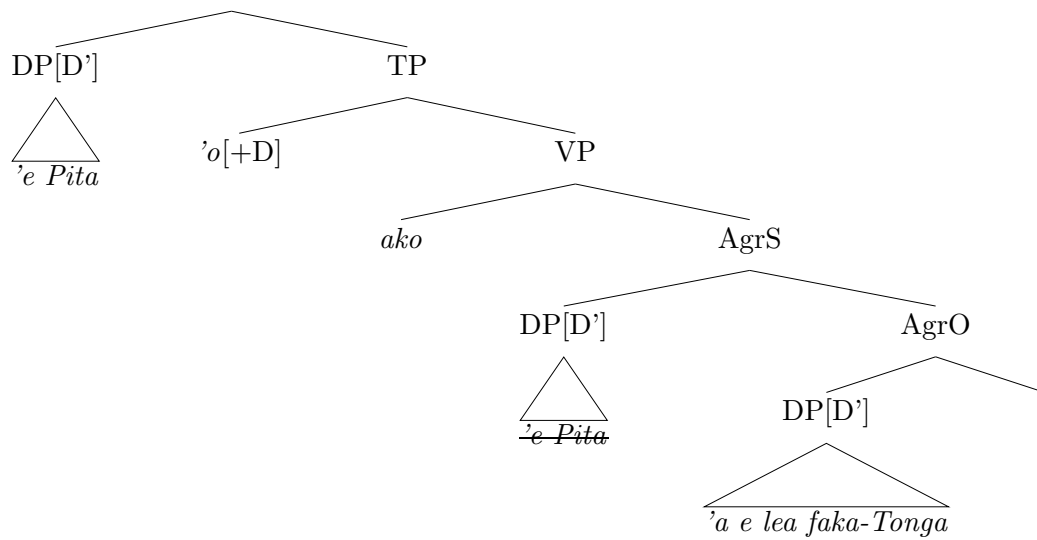 DP[D'] TP
'e Pita 'o[+D] VP
ako AgrS
DP[D'] AgrO
'e Pita DP[D']
'a e lea faka-Tonga